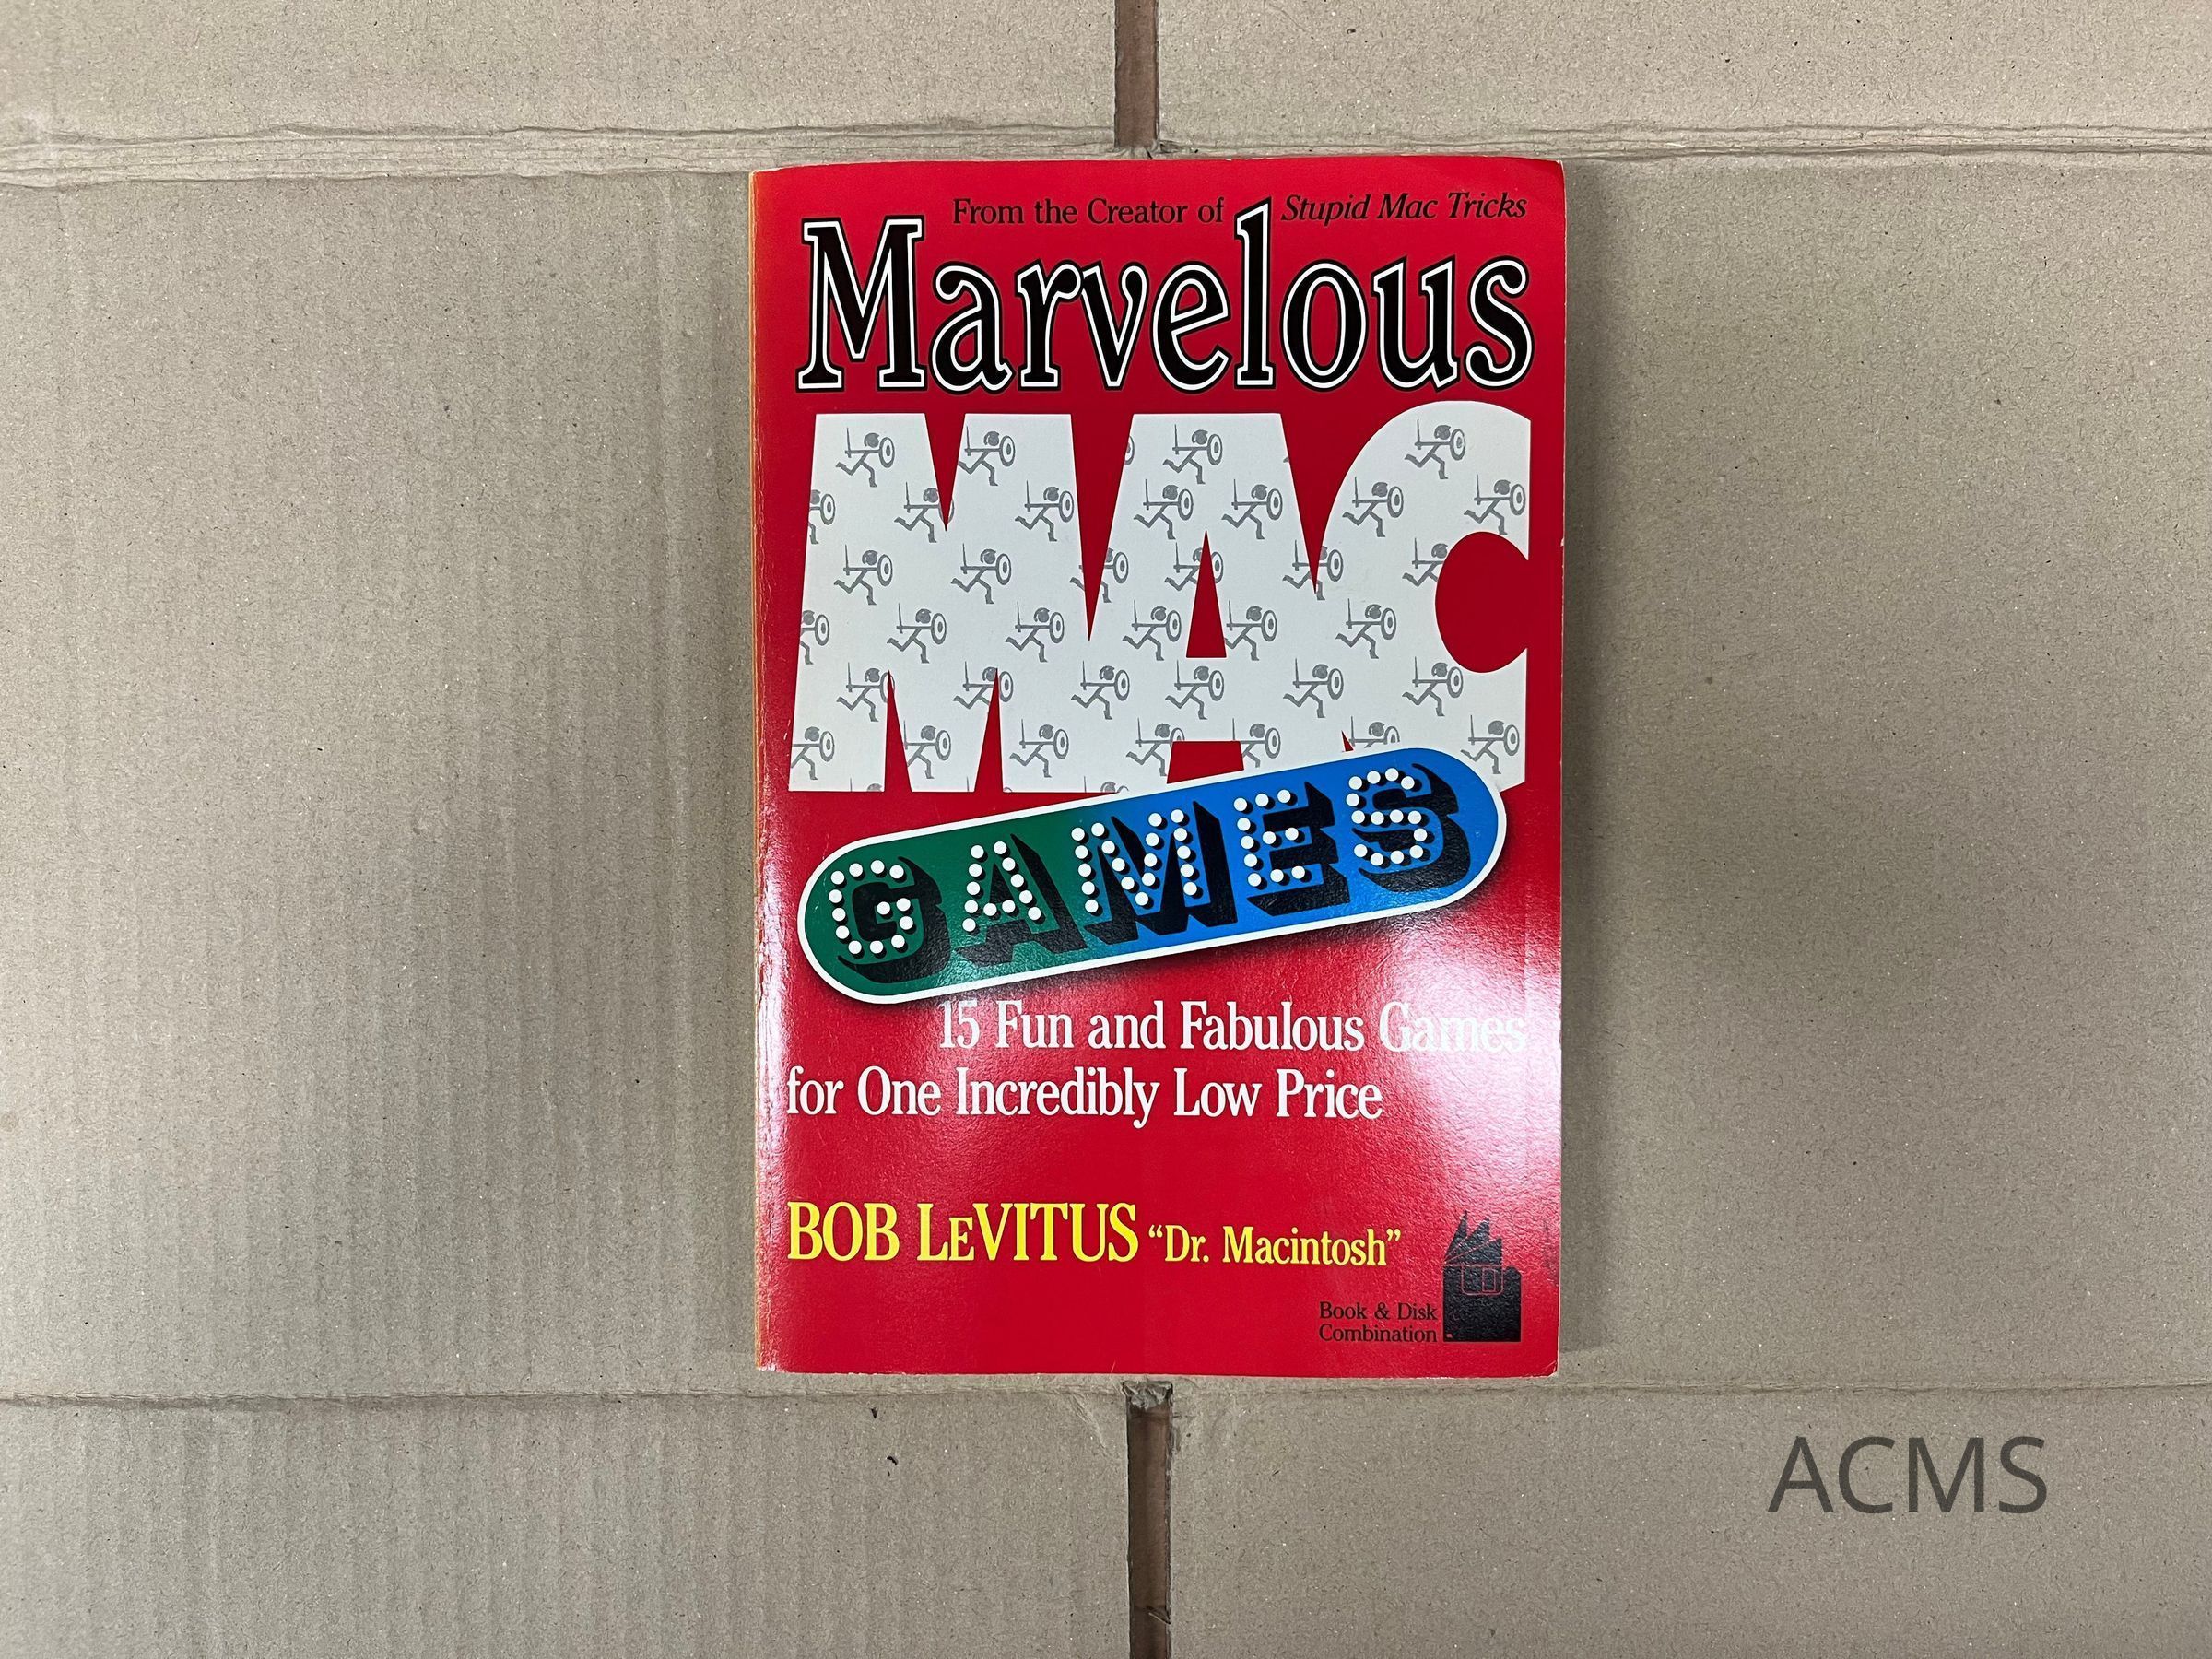 From the Creator of Stupid Mac Tricks
Marvelous
MAC
GAMES
15 Fun and Fabulous Games
for One Incredibly Low Price
BOB LeVITUS “Dr. Macintosh”
Book & Disk
Combination
ACMS